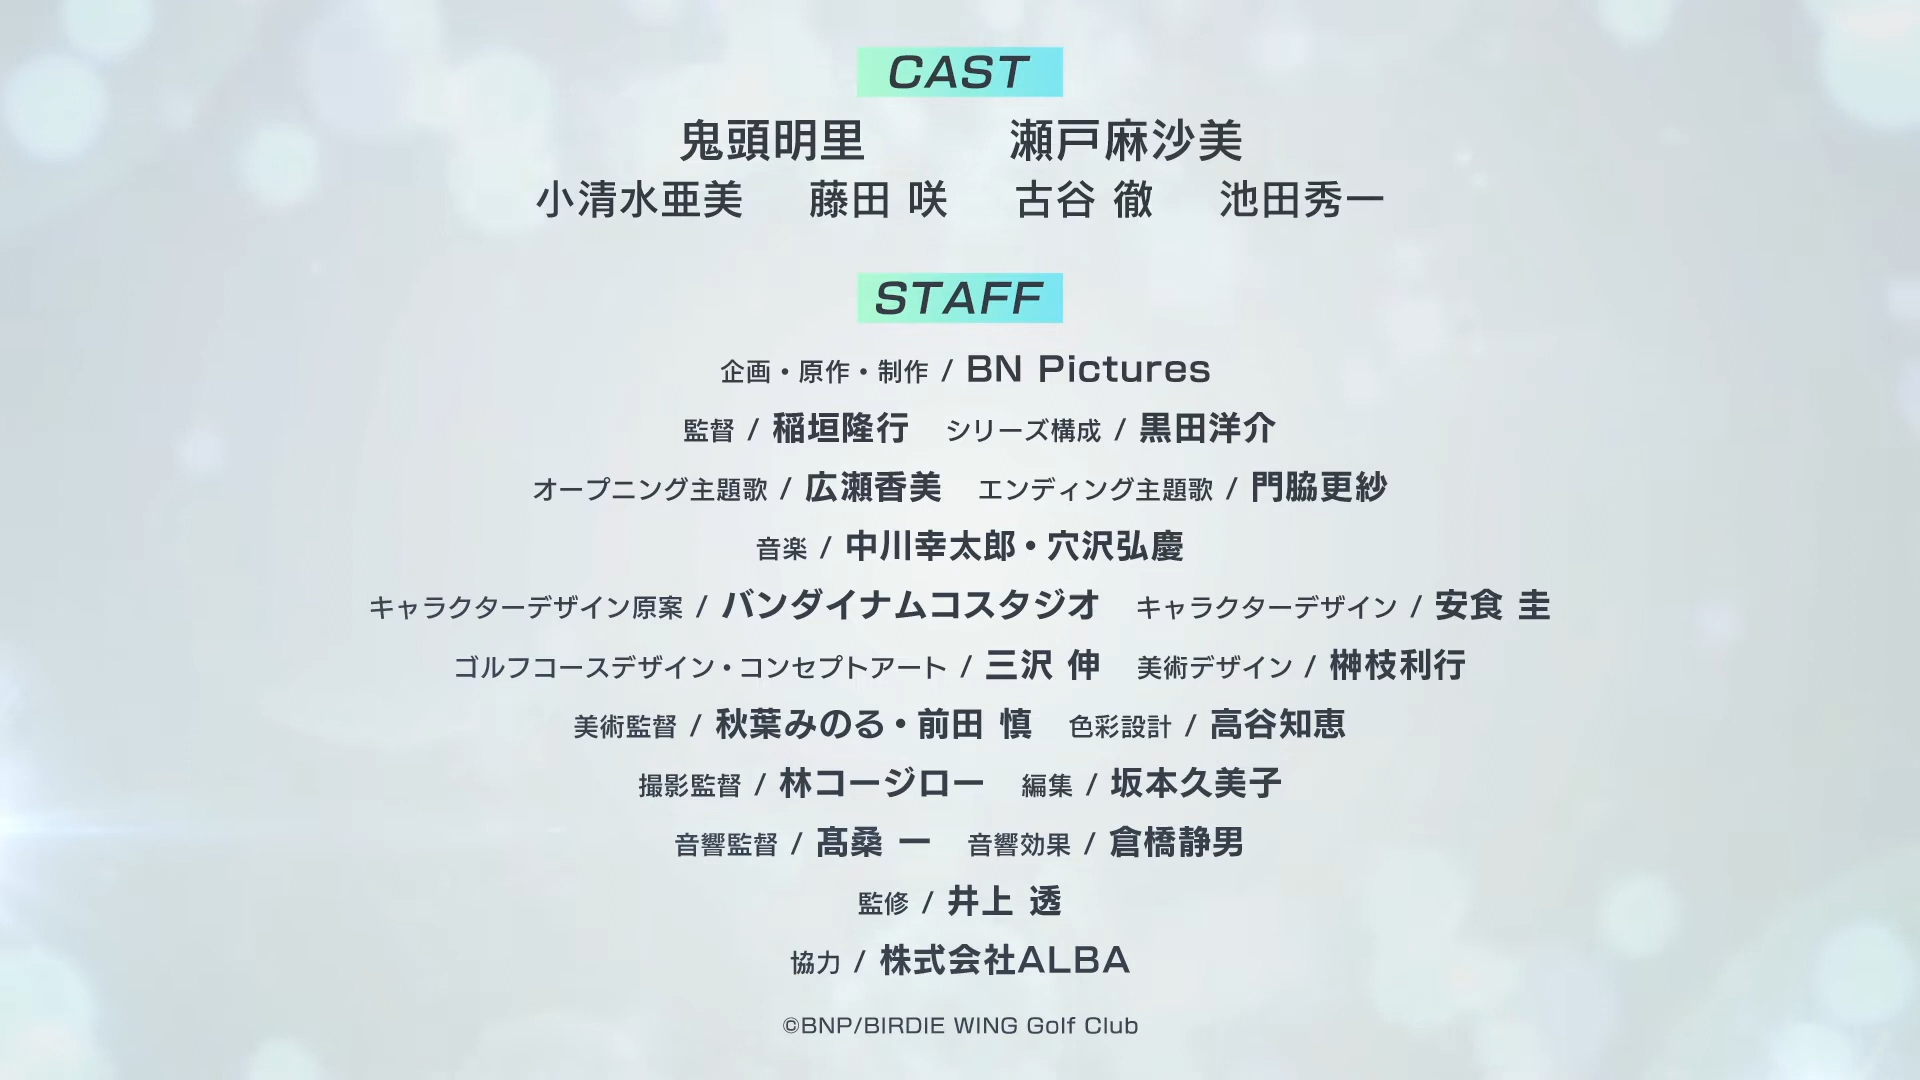 CAST
鬼頭明里 瀬戸麻沙美
小清水亜美 藤田 咲 古谷 徹 池田秀一
STAFF
企画・原作・制作 / BN Pictures
監督 / 稲垣隆行 シリーズ構成 / 黒田洋介
オープニング主題歌 / 広瀬香美 エンディング主題歌 / 門脇更紗
音楽 / 中川幸太郎・穴沢弘慶
キャラクターデザイン原案 / バンダイナムコスタジオ キャラクターデザイン / 安食 圭
ゴルフコースデザイン・コンセプトアート / 三沢 伸 美術デザイン / 榊枝利行
美術監督 / 秋葉みのる・前田 慎 色彩設計 / 高谷知恵
撮影監督 / 林コージロー 編集 / 坂本久美子
音響監督 / 髙桑 一 音響効果 / 倉橋静男
監修 / 井上 透
協力 / 株式会社ALBA
©BNP/BIRDIE WING Golf Club